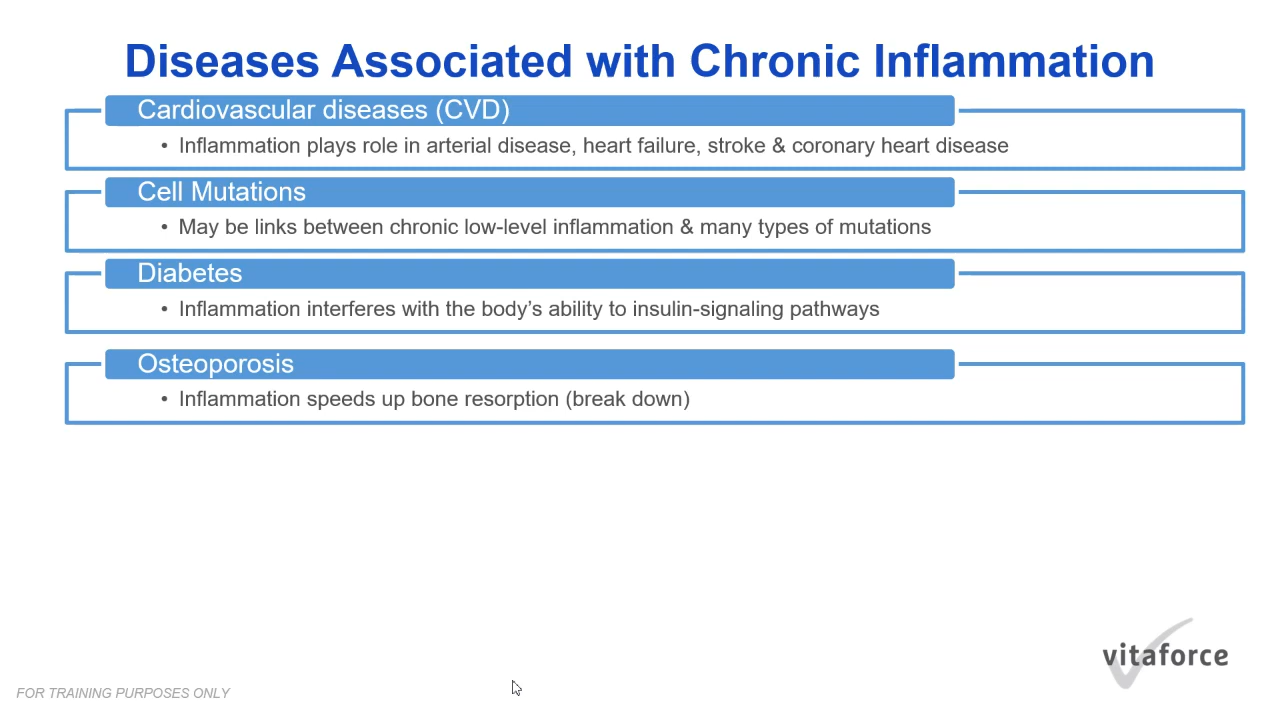 Diseases Associated with Chronic Inflammation
Cardiovascular diseases (CVD)
• Inflammation plays role in arterial disease, heart failure, stroke & coronary heart disease
Cell Mutations
• May be links between chronic low-level inflammation & many types of mutations
Diabetes
• Inflammation interferes with the body’s ability to insulin-signaling pathways
Osteoporosis
• Inflammation speeds up bone resorption (break down)
vitaforce
FOR TRAINING PURPOSES ONLY